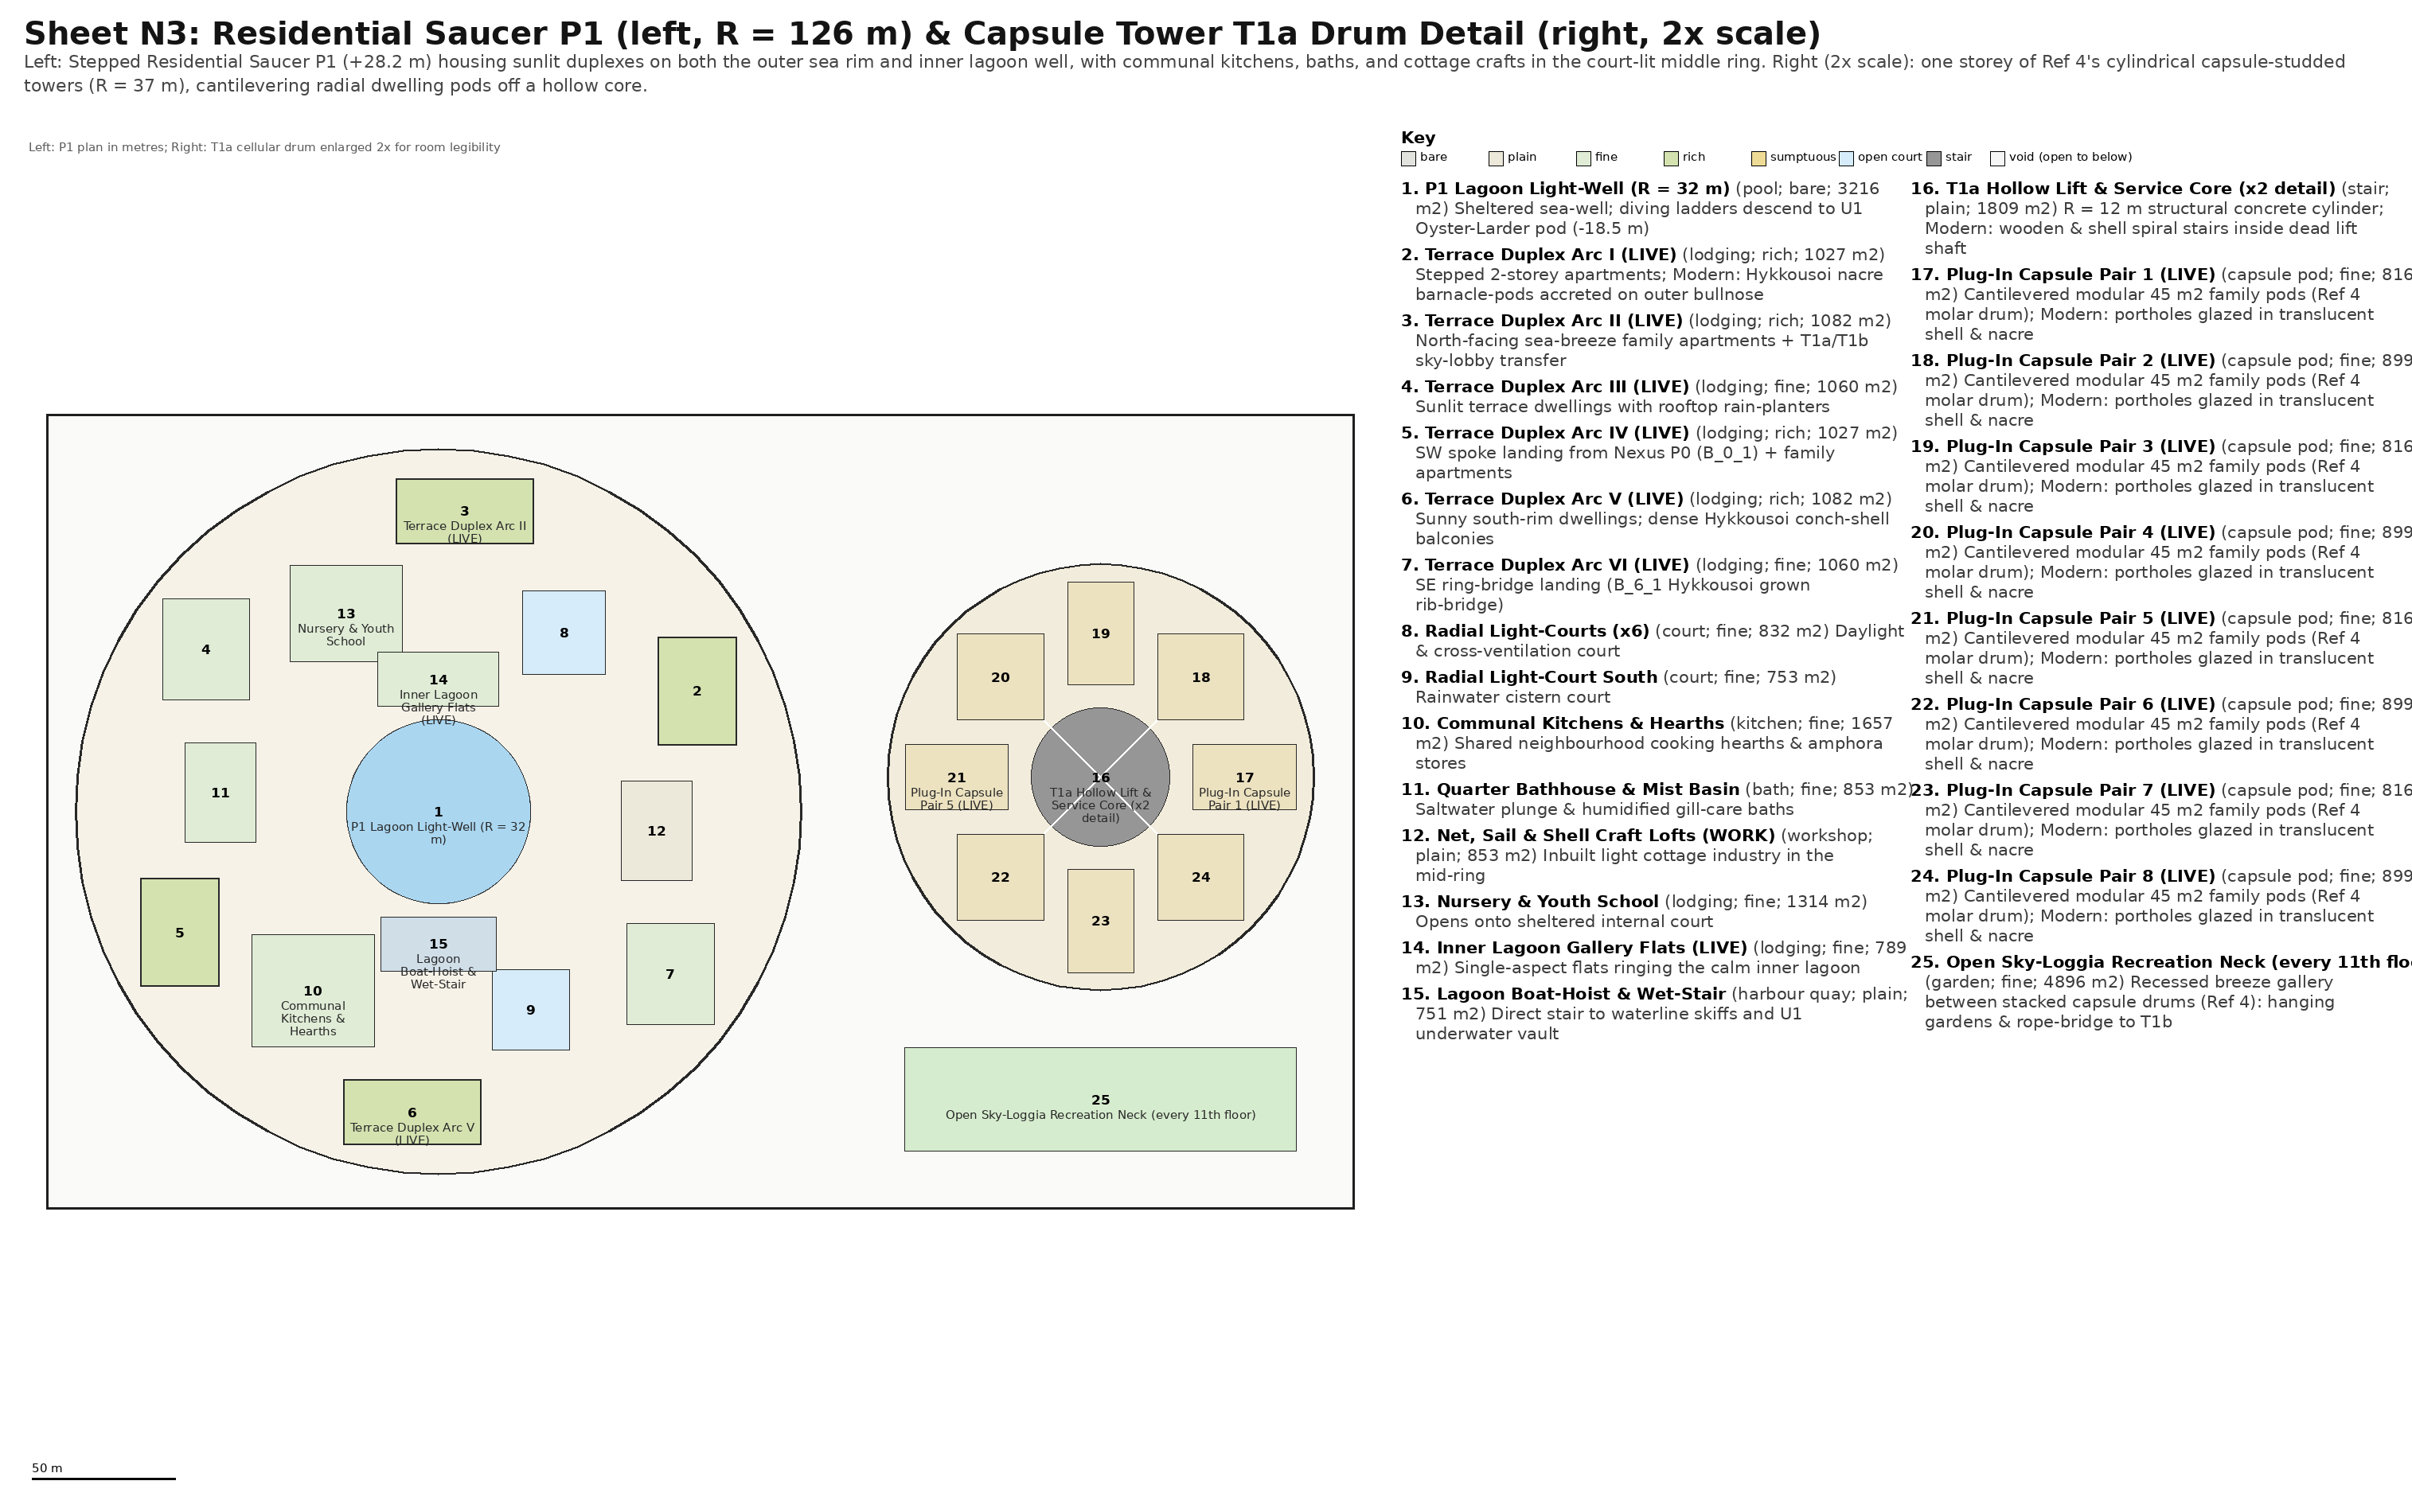 Sheet N3: Residential Saucer P1 (left, R = 126 m) & Capsule Tower T1a Drum Detail (right, 2x scale)
Left: Stepped Residential Saucer P1 (+28.2 m) housing sunlit duplexes on both the outer sea rim and inner lagoon well, with communal kitchens, baths, and cottage crafts in the court-lit middle ring. Right (2x scale): one storey of Ref 4's cylindrical capsule-studded
towers (R = 37 m), cantilevering radial dwelling pods off a hollow core.
Left: P1 plan in metres; Right: T1a cellular drum enlarged 2x for room legibility
3
Terrace Duplex Arc II
(LIVE)
13
Nursery & Youth
School
8
4
14
Inner Lagoon
Gallery Flats
(LIVE)
2
11
1
P1 Lagoon Light-Well (R = 32
m)
12
5
15
Lagoon
Boat-Hoist &
Wet-Stair
7
10
Communal
Kitchens &
Hearths
9
6
Terrace Duplex Arc V
(LIVE)
19
20
18
21
Plug-In Capsule
Pair 5 (LIVE)
16
T1a Hollow Lift &
Service Core (x2
detail)
17
Plug-In Capsule
Pair 1 (LIVE)
22
24
23
25
Open Sky-Loggia Recreation Neck (every 11th floor)
50 m
Key
bare
plain
fine
rich
sumptuous
open court
stair
void (open to below)
1. P1 Lagoon Light-Well (R = 32 m) (pool; bare; 3216
m2) Sheltered sea-well; diving ladders descend to U1
Oyster-Larder pod (-18.5 m)
2. Terrace Duplex Arc I (LIVE) (lodging; rich; 1027 m2)
Stepped 2-storey apartments; Modern: Hykkousoi nacre
barnacle-pods accreted on outer bullnose
3. Terrace Duplex Arc II (LIVE) (lodging; rich; 1082 m2)
North-facing sea-breeze family apartments + T1a/T1b
sky-lobby transfer
4. Terrace Duplex Arc III (LIVE) (lodging; fine; 1060 m2)
Sunlit terrace dwellings with rooftop rain-planters
5. Terrace Duplex Arc IV (LIVE) (lodging; rich; 1027 m2)
SW spoke landing from Nexus P0 (B_0_1) + family
apartments
6. Terrace Duplex Arc V (LIVE) (lodging; rich; 1082 m2)
Sunny south-rim dwellings; dense Hykkousoi conch-shell
balconies
7. Terrace Duplex Arc VI (LIVE) (lodging; fine; 1060 m2)
SE ring-bridge landing (B_6_1 Hykkousoi grown
rib-bridge)
8. Radial Light-Courts (x6) (court; fine; 832 m2) Daylight
& cross-ventilation court
9. Radial Light-Court South (court; fine; 753 m2)
Rainwater cistern court
10. Communal Kitchens & Hearths (kitchen; fine; 1657
m2) Shared neighbourhood cooking hearths & amphora
stores
11. Quarter Bathhouse & Mist Basin (bath; fine; 853 m2)
Saltwater plunge & humidified gill-care baths
12. Net, Sail & Shell Craft Lofts (WORK) (workshop;
plain; 853 m2) Inbuilt light cottage industry in the
mid-ring
13. Nursery & Youth School (lodging; fine; 1314 m2)
Opens onto sheltered internal court
14. Inner Lagoon Gallery Flats (LIVE) (lodging; fine; 789
m2) Single-aspect flats ringing the calm inner lagoon
15. Lagoon Boat-Hoist & Wet-Stair (harbour quay; plain;
751 m2) Direct stair to waterline skiffs and U1
underwater vault
16. T1a Hollow Lift & Service Core (x2 detail) (stair;
plain; 1809 m2) R = 12 m structural concrete cylinder;
Modern: wooden & shell spiral stairs inside dead lift
shaft
17. Plug-In Capsule Pair 1 (LIVE) (capsule pod; fine; 816
m2) Cantilevered modular 45 m2 family pods (Ref 4
molar drum); Modern: portholes glazed in translucent
shell & nacre
18. Plug-In Capsule Pair 2 (LIVE) (capsule pod; fine; 899
m2) Cantilevered modular 45 m2 family pods (Ref 4
molar drum); Modern: portholes glazed in translucent
shell & nacre
19. Plug-In Capsule Pair 3 (LIVE) (capsule pod; fine; 816
m2) Cantilevered modular 45 m2 family pods (Ref 4
molar drum); Modern: portholes glazed in translucent
shell & nacre
20. Plug-In Capsule Pair 4 (LIVE) (capsule pod; fine; 899
m2) Cantilevered modular 45 m2 family pods (Ref 4
molar drum); Modern: portholes glazed in translucent
shell & nacre
21. Plug-In Capsule Pair 5 (LIVE) (capsule pod; fine; 816
m2) Cantilevered modular 45 m2 family pods (Ref 4
molar drum); Modern: portholes glazed in translucent
shell & nacre
22. Plug-In Capsule Pair 6 (LIVE) (capsule pod; fine; 899
m2) Cantilevered modular 45 m2 family pods (Ref 4
molar drum); Modern: portholes glazed in translucent
shell & nacre
23. Plug-In Capsule Pair 7 (LIVE) (capsule pod; fine; 816
m2) Cantilevered modular 45 m2 family pods (Ref 4
molar drum); Modern: portholes glazed in translucent
shell & nacre
24. Plug-In Capsule Pair 8 (LIVE) (capsule pod; fine; 899
m2) Cantilevered modular 45 m2 family pods (Ref 4
molar drum); Modern: portholes glazed in translucent
shell & nacre
25. Open Sky-Loggia Recreation Neck (every 11th
(garden; fine; 4896 m2) Recessed breeze gallery
between stacked capsule drums (Ref 4): hanging
gardens & rope-bridge to T1b